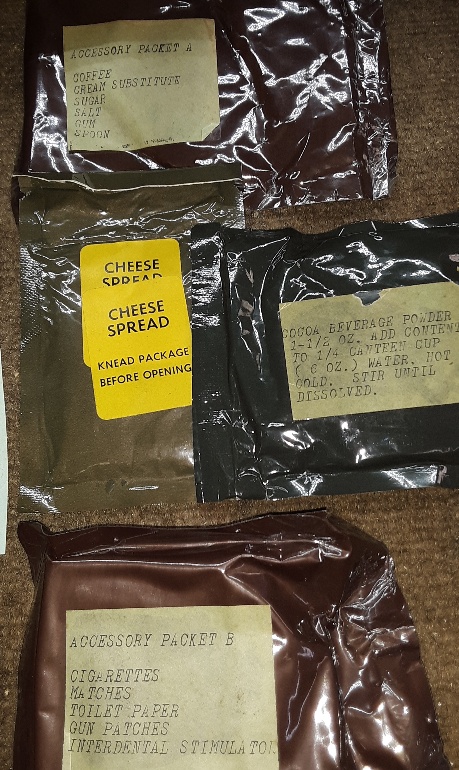 ACCESSORY PACKET A
COFFEE
CREAM SUBSTITUTE
SUGAR
SALT
GUM
SPOON
CHEESE
SPREAD
CHEESE
SPREAD
KNEAD PACKAGE
BEFORE OPENING
COCOA BEVERAGE POWDER
1-1/2 OZ. ADD CONTENT
TO 1/4 CANTEEN CUP
( 6 OZ.) WATER. HOT
COLD. STIR UNTIL
DISSOLVED.
ACCESSORY PACKET B
CIGARETTES
MATCHES
TOILET PAPER
GUN PATCHES
INTERDENTAL STIMULATOR